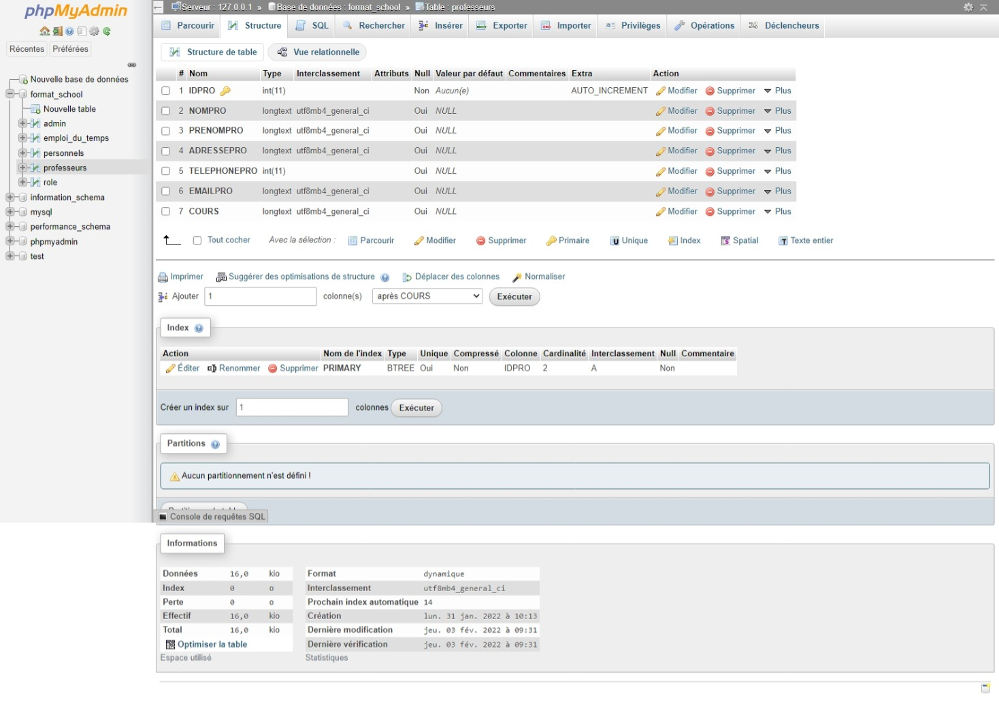 phpMyAdmin
Récentes Préférées
Nouvelle base de données
format_school
Nouvelle table
admin
emploi_du_temps
personnels
professeurs
role
information_schema
mysql
performance_schema
phpmyadmin
test
Serveur : 127.0.0.1 » Base de données : format_school » Table : professeurs
Parcourir Structure SQL Rechercher Insérer Exporter Importer Privilèges Opérations Déclencheurs
Structure de table Vue relationnelle
# Nom Type Interclassement Attributs Null Valeur par défaut Commentaires Extra Action
1 IDPRO int(11) Non Aucun(e) AUTO_INCREMENT Modifier Supprimer Plus
2 NOMPRO longtext utf8mb4_general_ci Oui NULL Modifier Supprimer Plus
3 PRENOMPRO longtext utf8mb4_general_ci Oui NULL Modifier Supprimer Plus
4 ADRESSEPRO longtext utf8mb4_general_ci Oui NULL Modifier Supprimer Plus
5 TELEPHONEPRO int(11) Oui NULL Modifier Supprimer Plus
6 EMAILPRO longtext utf8mb4_general_ci Oui NULL Modifier Supprimer Plus
7 COURS longtext utf8mb4_general_ci Oui NULL Modifier Supprimer Plus
Tout cocher Avec la sélection : Parcourir Modifier Supprimer Primaire Unique Index Spatial Texte entier
Imprimer Suggérer des optimisations de structure Déplacer des colonnes Normaliser
Ajouter 1 colonne(s) après COURS Exécuter
Index
Action Nom de l'index Type Unique Compressé Colonne Cardinalité Interclassement Null Commentaire
Éditer Renommer Supprimer PRIMARY BTREE Oui Non IDPRO 2 A Non
Créer un index sur 1 colonnes Exécuter
Partitions
Aucun partitionnement n'est défini !
Console de requêtes SQL
Informations
Données 16,0 kio
Index 0 o
Perte 0 o
Effectif 16,0 kio
Total 16,0 kio
Optimiser la table
Espace utilisé
Format dynamique
Interclassement utf8mb4_general_ci
Prochain index automatique 14
Création lun. 31 jan. 2022 à 10:13
Dernière modification jeu. 03 fév. 2022 à 09:31
Dernière vérification jeu. 03 fév. 2022 à 09:31
Statistiques